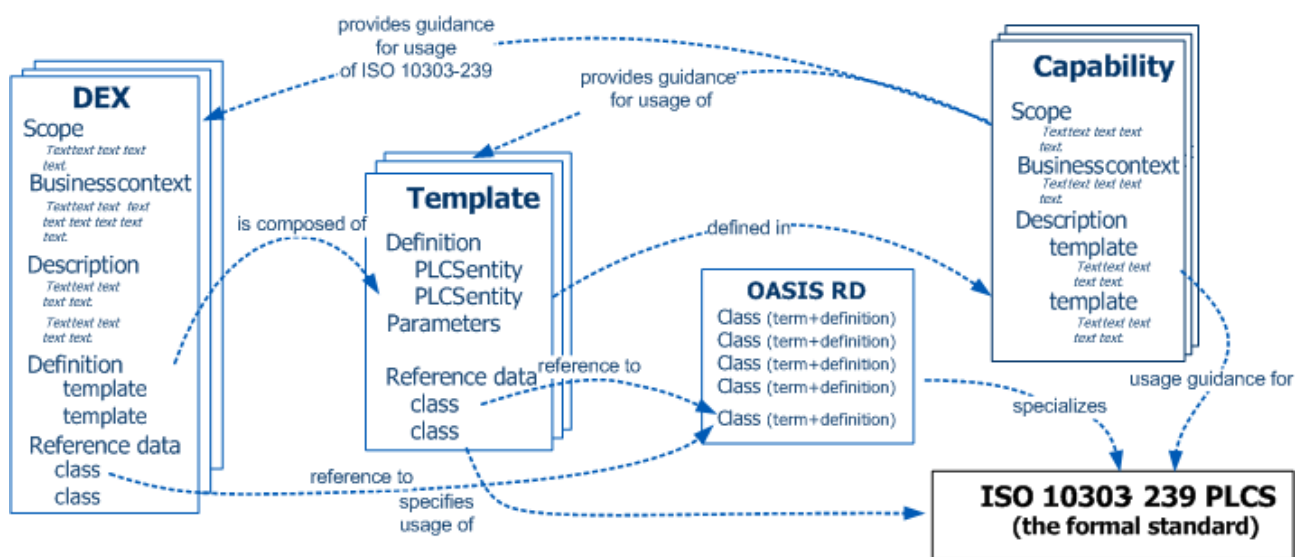 provides guidance
for usage
of ISO 10303-239
provides guidance
for usage of
DEX
Scope
Texttext text text
text.
Businesscontext
Texttext text  text
text text text text
text.
Description
Texttext text
text text.
Texttext text
text text.
Definition
template
template
Reference data
class
class
is composed of
Template
Definition
PLCSentity
PLCSentity
Parameters
Reference data
class
class
defined in
reference to
reference to
specifies
usage of
OASIS RD
Class (term+definition)
Class (term+definition)
Class (term+definition)
Class (term+definition)
Class (term+definition)
Capability
Scope
Texttext text text
text.
Businesscontext
Texttext text text
text.
Description
template
Texttext text
text text.
template
Texttext text
text text.
usage guidance for
specializes
ISO 10303- 239 PLCS
(the formal standard)